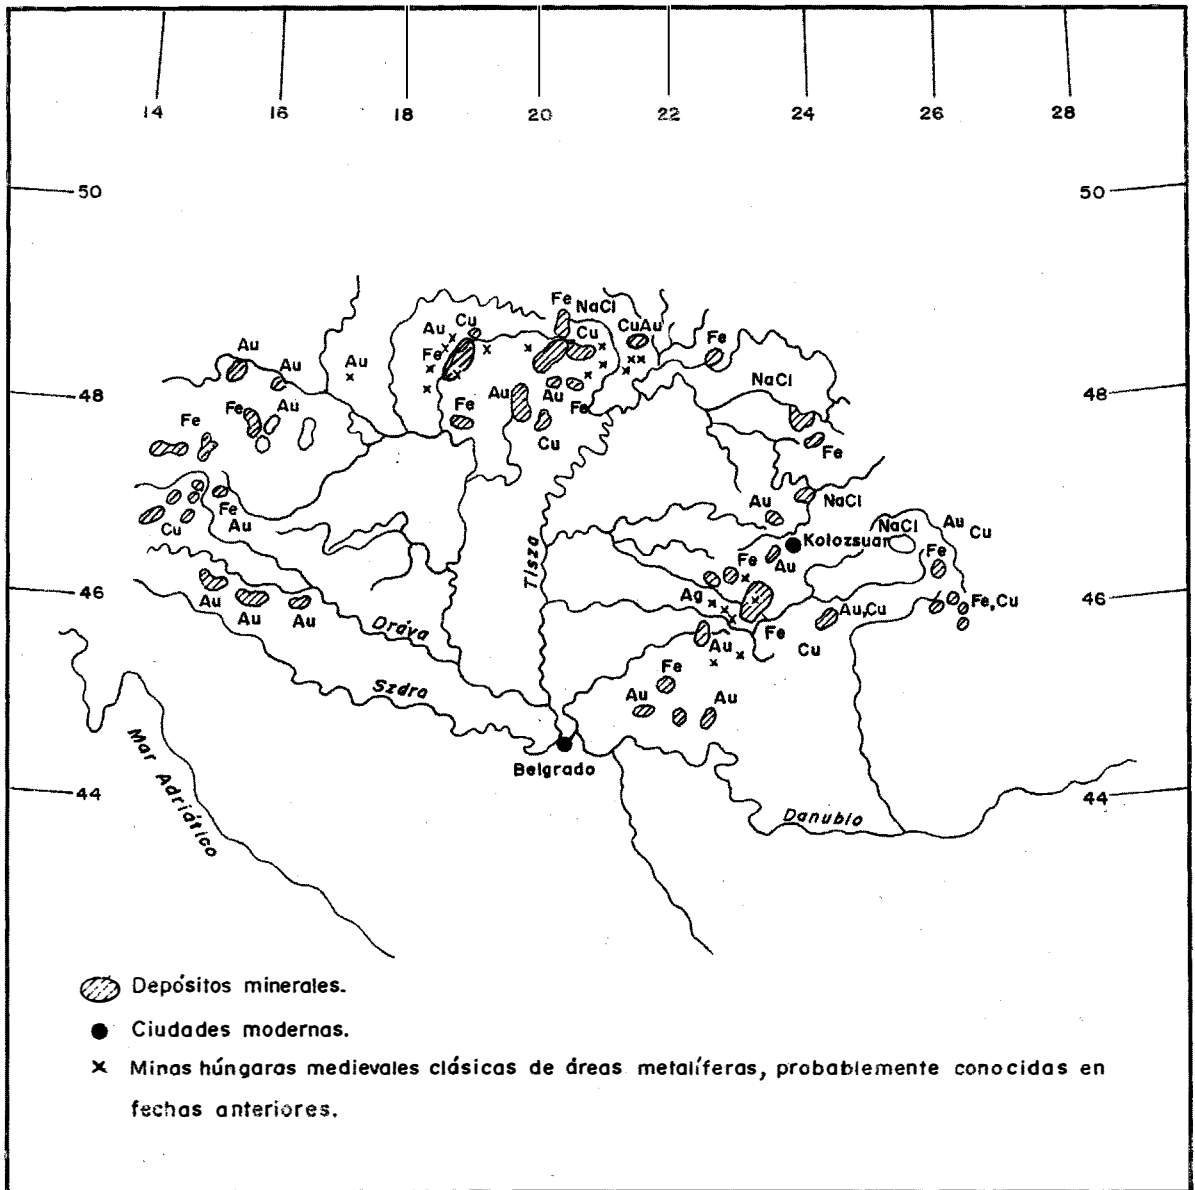 14 16 18 20 22 24 26 28
50 50
Fe NaCl
Au Cu Cu CuAu Fe
Au Au Au Fe
NaCl
48 48
Au Au Fe
Fe Fe Au Fe Cu Fe
Au NaCl
Fe Au
Cu
NaCl Au Cu
Kolozsuar Fe
Tisza
Fe Au
46 46
Ag Au,Cu Fe,Cu
Au Au Au
Dráva
Fe
Au Cu
Szdra
Fe
Au Au
Mar Adriático
Belgrado
44 44
Danubio
Depósitos minerales.
Ciudades modernas.
x Minas húngaras medievales clásicas de áreas metalíferas, probablemente conocidas en
fechas anteriores.